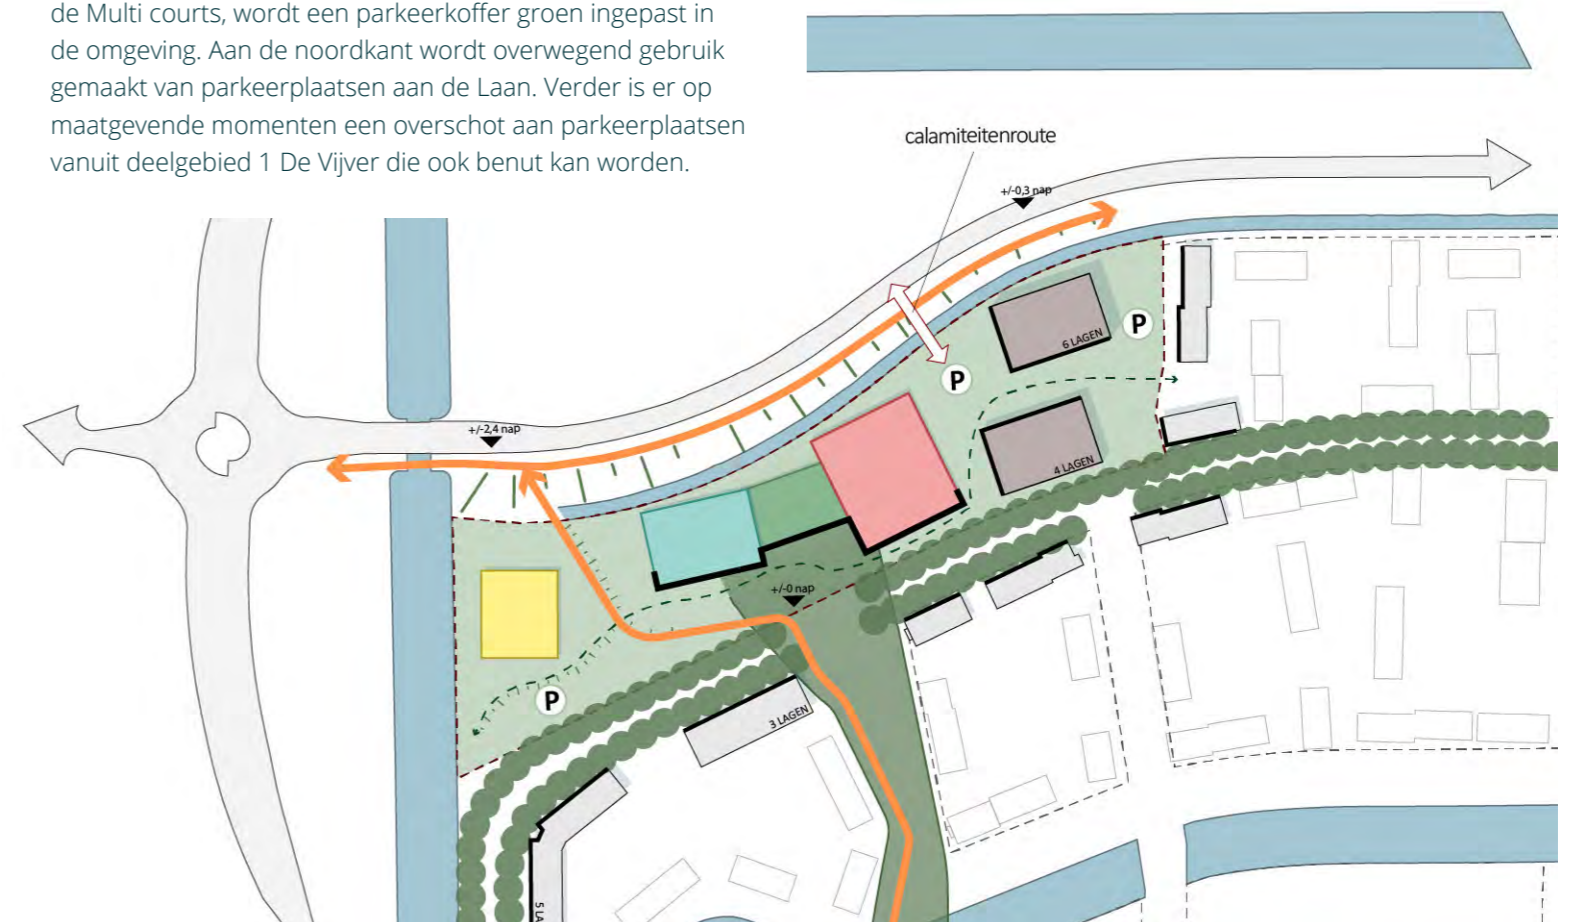 de Multi courts, wordt een parkeerkoffer groen ingepast in
de omgeving. Aan de noordkant wordt overwegend gebruik
gemaakt van parkeerplaatsen aan de Laan. Verder is er op
maatgevende momenten een overschot aan parkeerplaatsen
vanuit deelgebied 1 De Vijver die ook benut kan worden.
calamiteitenroute
+/-0,3 nap
P
6 LAGEN
P
+/-2,4 nap
4 LAGEN
+/-0 nap
P
3 LAGEN
5 LA